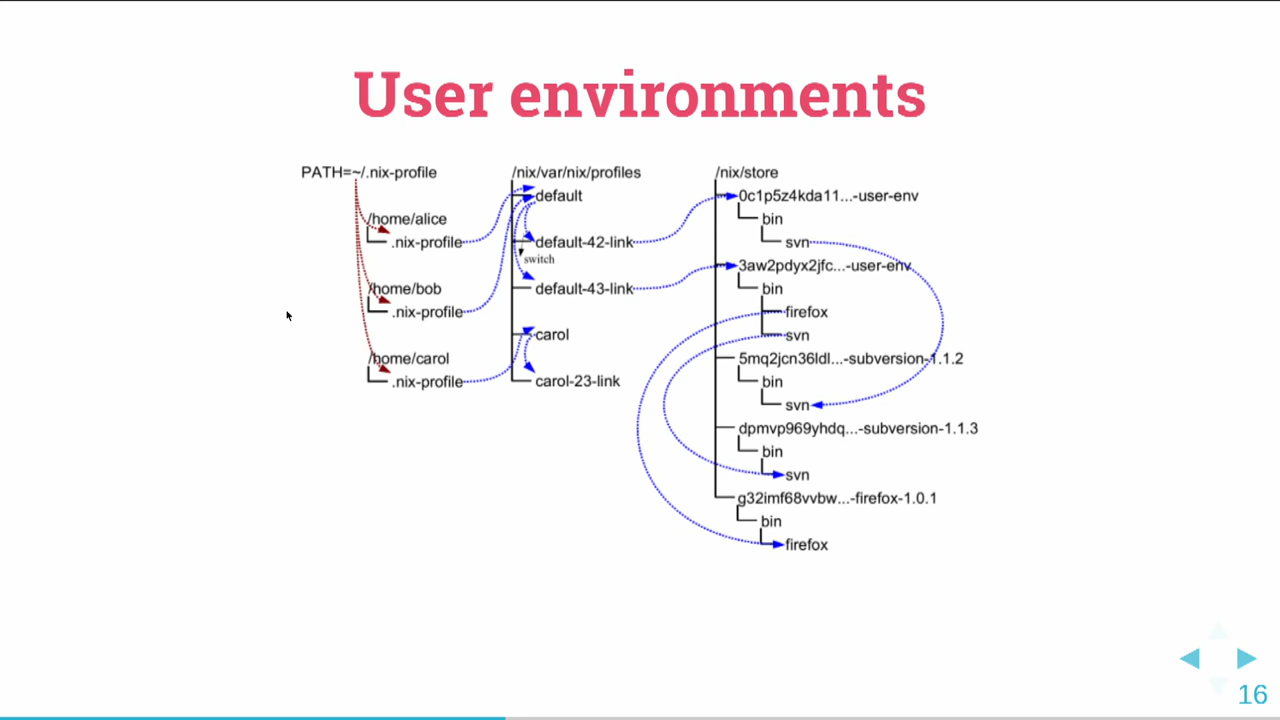 User environments
PATH=~/.nix-profile
/home/alice
.nix-profile
/home/bob
.nix-profile
/home/carol
.nix-profile
/nix/var/nix/profiles
default
default-42-link
switch
default-43-link
carol
carol-23-link
/nix/store
0c1p5z4kda11...-user-env
bin
svn
3aw2pdyx2jfc...-user-env
bin
firefox
svn
5mq2jcn36ldl...-subversion-1.1.2
bin
svn
dpmvp969yhdq...-subversion-1.1.3
bin
svn
g32imf68vvbw...-firefox-1.0.1
bin
firefox
16